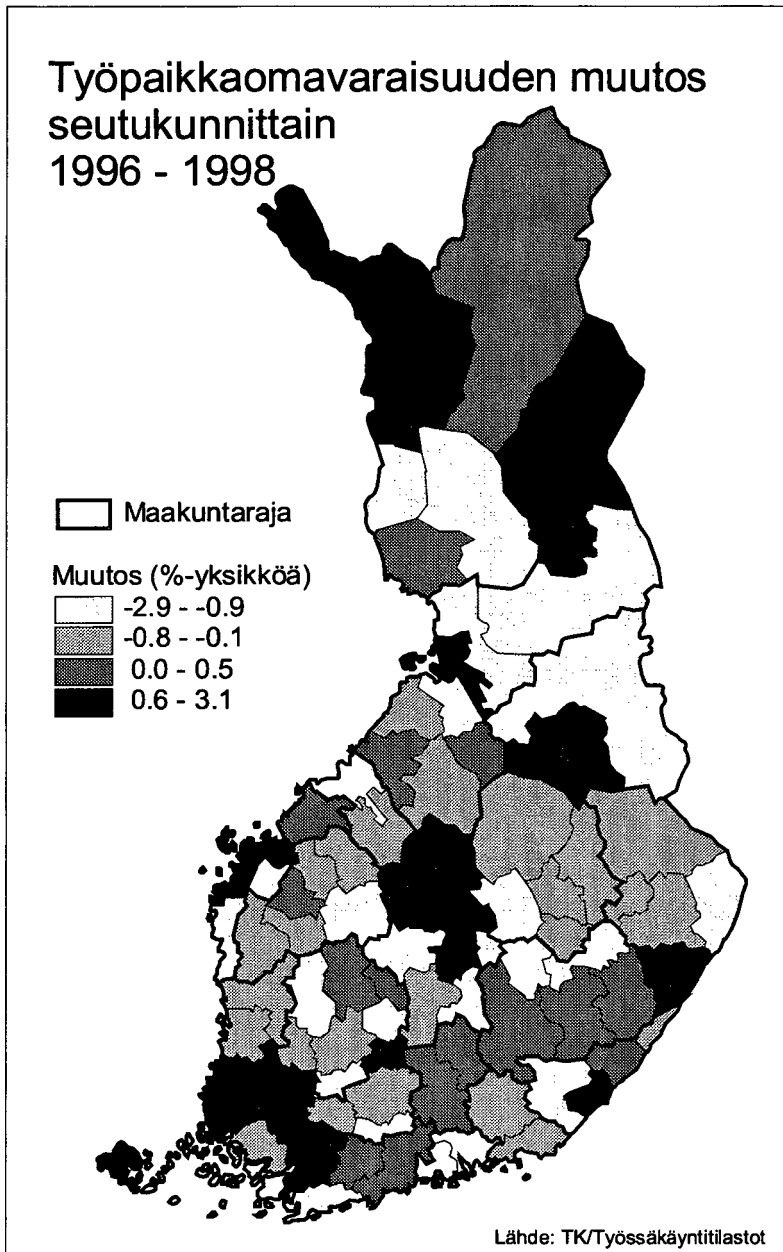 Työpaikkaomavaraisuuden muutos
seutukunnittain
1996 - 1998
Maakuntaraja
Muutos (%-yksikköä)
-2.9 - -0.9
-0.8 - -0.1
0.0 - 0.5
0.6 - 3.1
Lähde: TK/Työssäkäyntitilastot